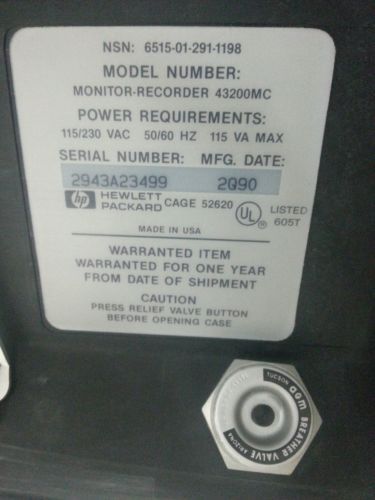 NSN: 6515-01-291-1198
MODEL NUMBER:
MONITOR-RECORDER 43200MC
POWER REQUIREMENTS:
115/230 VAC 50/60 HZ 115 VA MAX
SERIAL NUMBER: MFG. DATE:
2943A23499 2Q90
hp HEWLETT
PACKARD CAGE 52620 UL LISTED
605T
MADE IN USA
WARRANTED ITEM
WARRANTED FOR ONE YEAR
FROM DATE OF SHIPMENT
CAUTION
PRESS RELIEF VALVE BUTTON
BEFORE OPENING CASE
TUCSON agm BREATHER VALVE ARIZONA